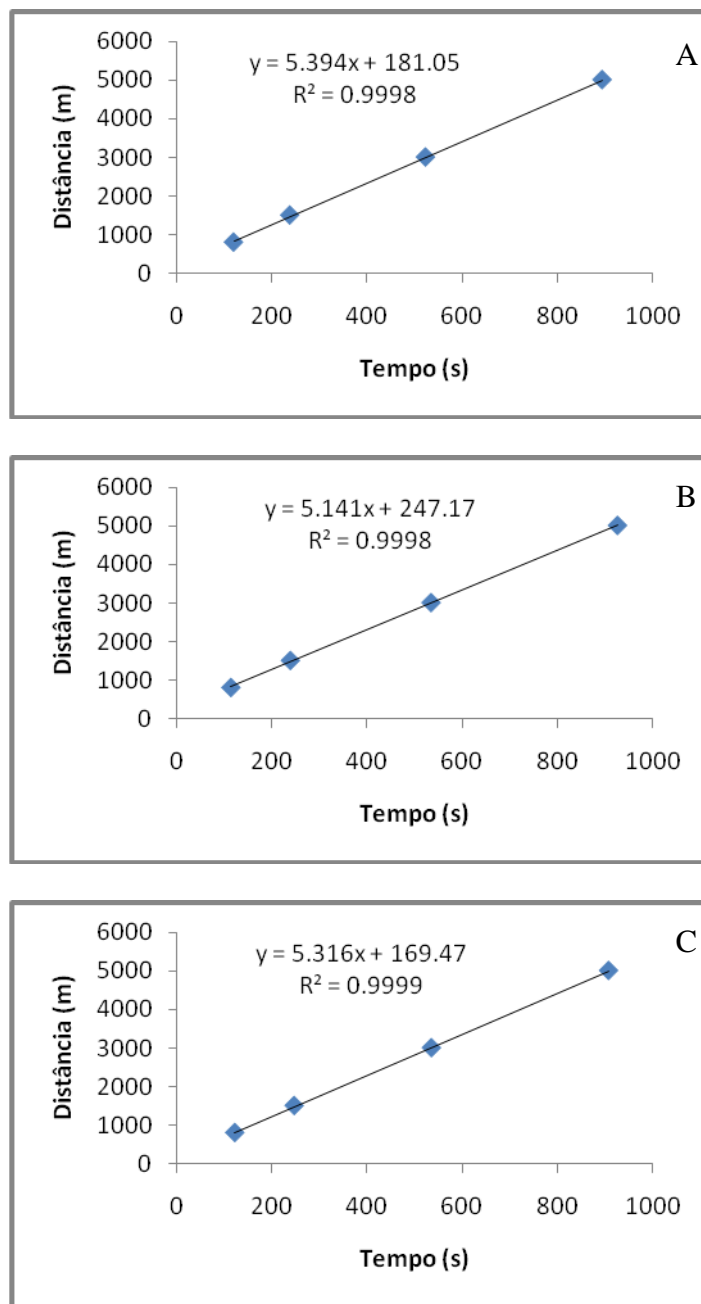 A
y = 5.394x + 181.05
R² = 0.9998
Distância (m)
6000
5000
4000
3000
2000
1000
0
0 200 400 600 800 1000
Tempo (s)
B
y = 5.141x + 247.17
R² = 0.9998
Distância (m)
6000
5000
4000
3000
2000
1000
0
0 200 400 600 800 1000
Tempo (s)
C
y = 5.316x + 169.47
R² = 0.9999
Distância (m)
6000
5000
4000
3000
2000
1000
0
0 200 400 600 800 1000
Tempo (s)